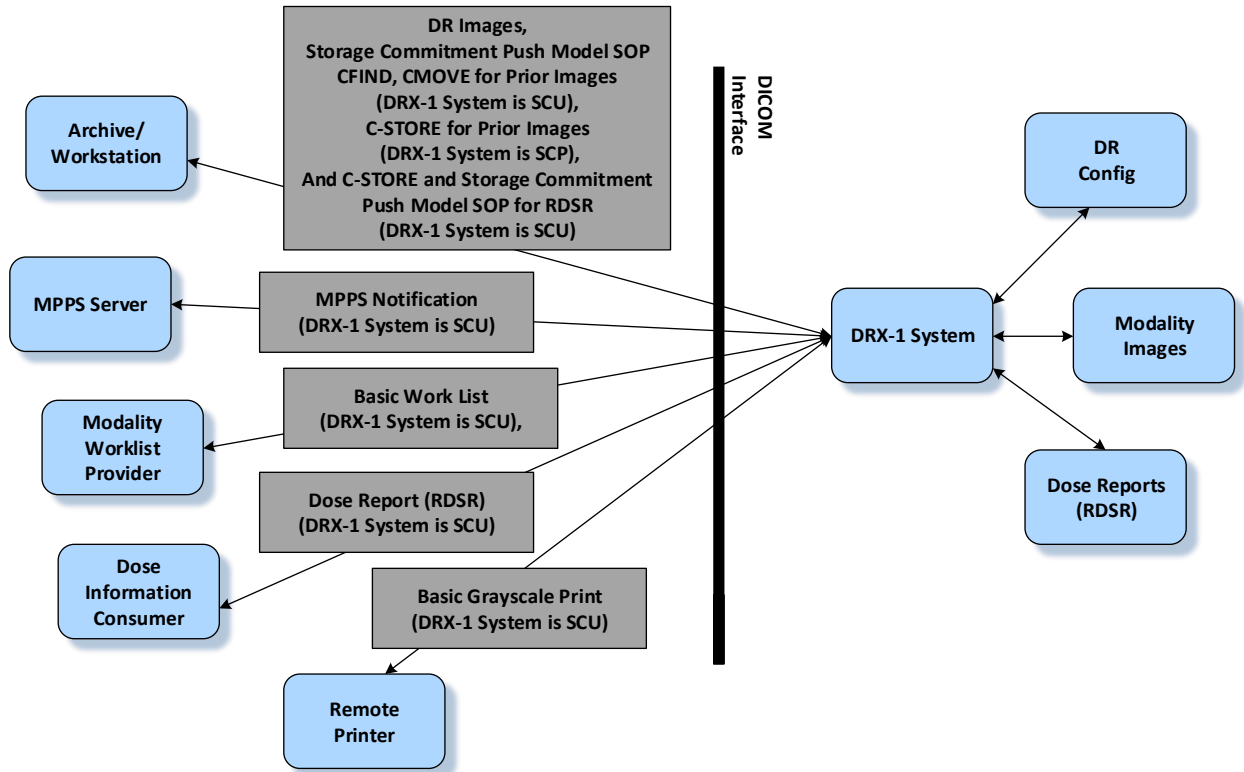 DR Images,
Storage Commitment Push Model SOP
CFIND, CMOVE for Prior Images
(DRX-1 System is SCU),
C-STORE for Prior Images
(DRX-1 System is SCP),
And C-STORE and Storage Commitment
Push Model SOP for RDSR
(DRX-1 System is SCU)
DICOM
Interface
Archive/
Workstation
DR
Config
MPPS Server
MPPS Notification
(DRX-1 System is SCU)
DRX-1 System
Modality
Images
Modality
Worklist
Provider
Basic Work List
(DRX-1 System is SCU),
Dose Report (RDSR)
(DRX-1 System is SCU)
Dose Reports
(RDSR)
Dose
Information
Consumer
Basic Grayscale Print
(DRX-1 System is SCU)
Remote
Printer